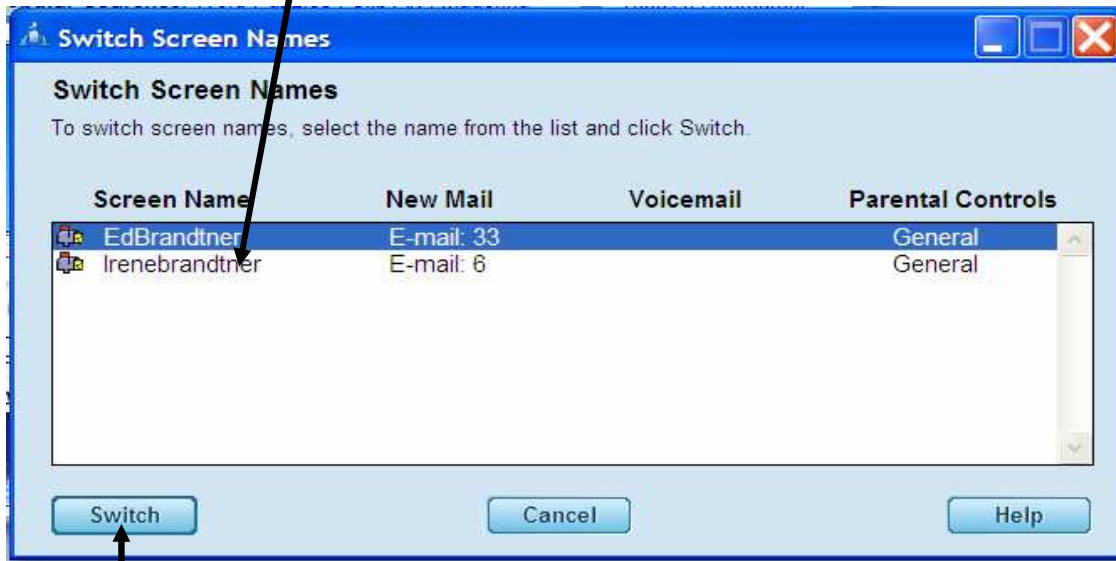 Switch Screen Names
Switch Screen Names
To switch screen names, select the name from the list and click Switch.
Screen Name New Mail Voicemail Parental Controls
EdBrandtner E-mail: 33 General
Irenebrandtner E-mail: 6 General
Switch Cancel Help